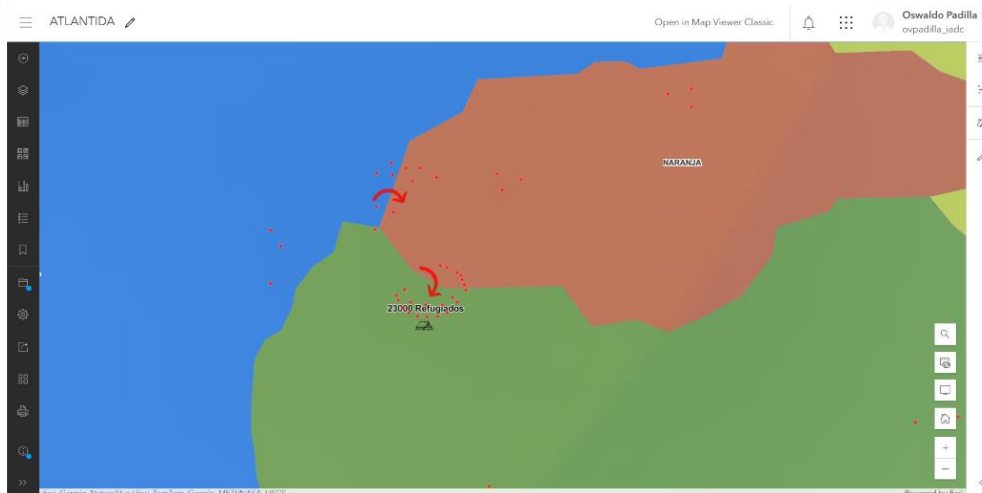 ATLANTIDA
Open in Map Viewer Classic
Oswaldo Padilla
ovpadilla_iadc
NARANJA
23000 Refugiados
Powered by Esri